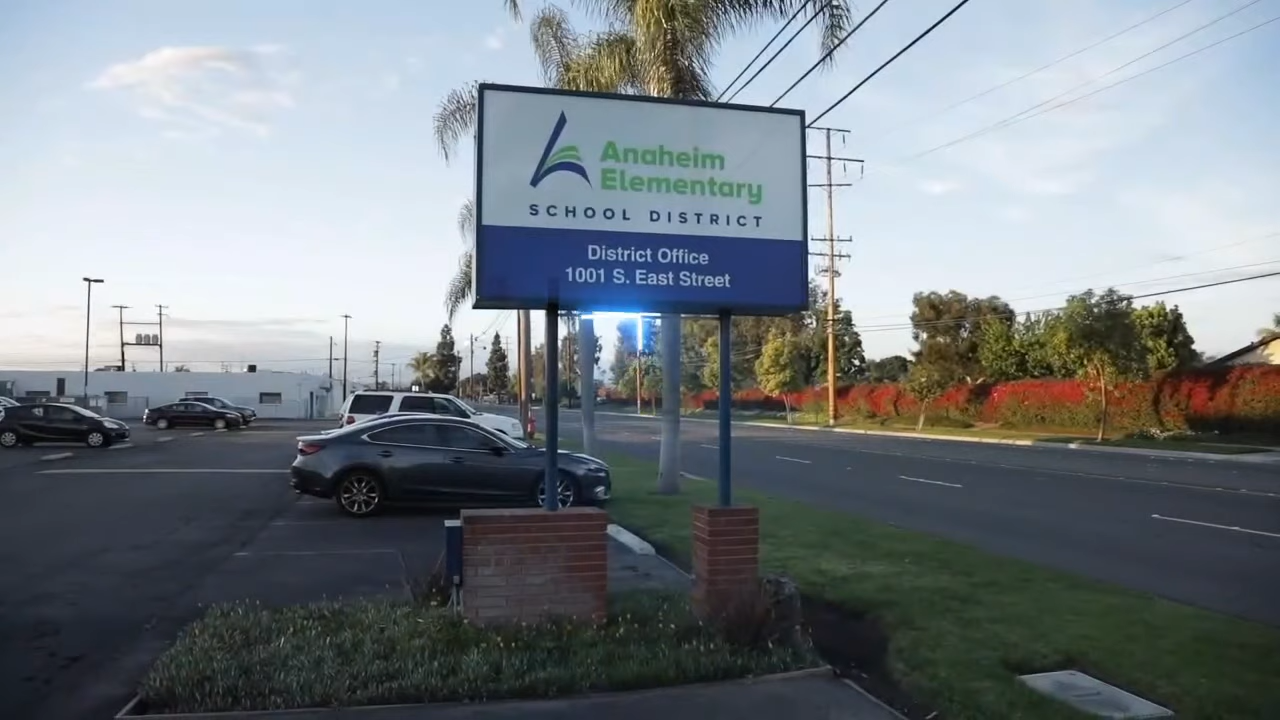 Anaheim
Elementary
SCHOOL DISTRICT
District Office
1001 S. East Street